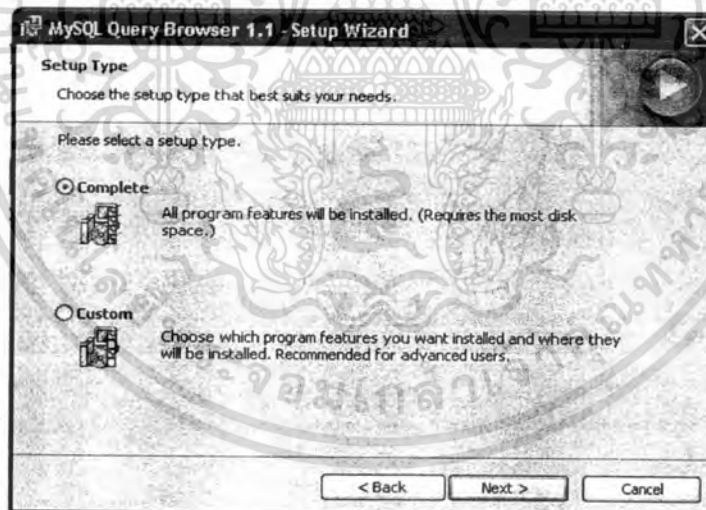 MySQL Query Browser 1.1 - Setup Wizard
Setup Type
Choose the setup type that best suits your needs.
Please select a setup type.
Complete
All program features will be installed. (Requires the most disk
space.)
Custom
Choose which program features you want installed and where they
will be installed. Recommended for advanced users.
< Back
Next >
Cancel